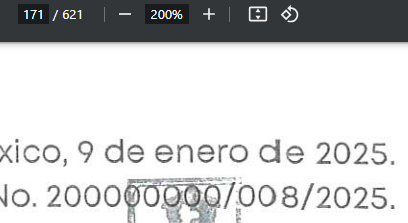 171 / 621 — 200% +
xico, 9 de enero de 2025.
No. 200000000/008/2025.